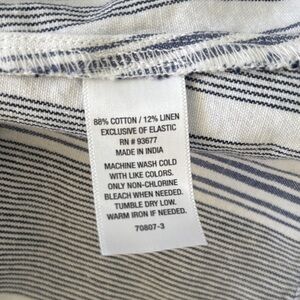 88% COTTON / 12% LINEN
EXCLUSIVE OF ELASTIC
RN # 93677
MADE IN INDIA
MACHINE WASH COLD
WITH LIKE COLORS.
ONLY NON-CHLORINE
BLEACH WHEN NEEDED.
TUMBLE DRY LOW.
WARM IRON IF NEEDED.
70807-3